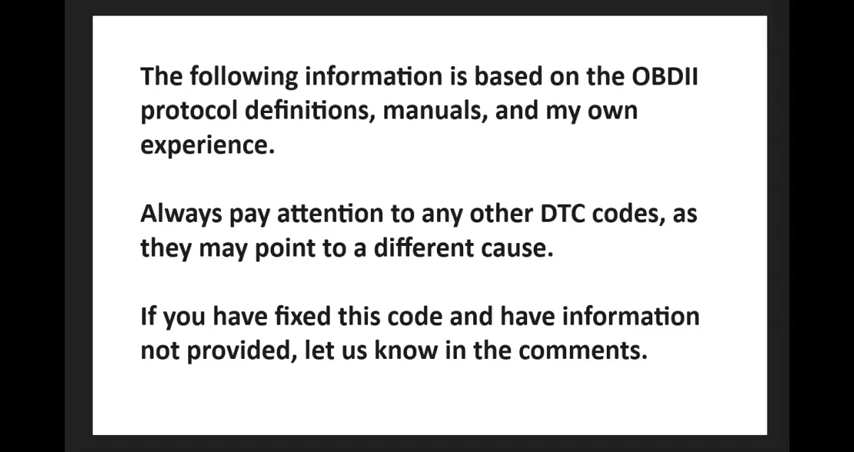 The following information is based on the OBDII
protocol definitions, manuals, and my own
experience.
Always pay attention to any other DTC codes, as
they may point to a different cause.
If you have fixed this code and have information
not provided, let us know in the comments.